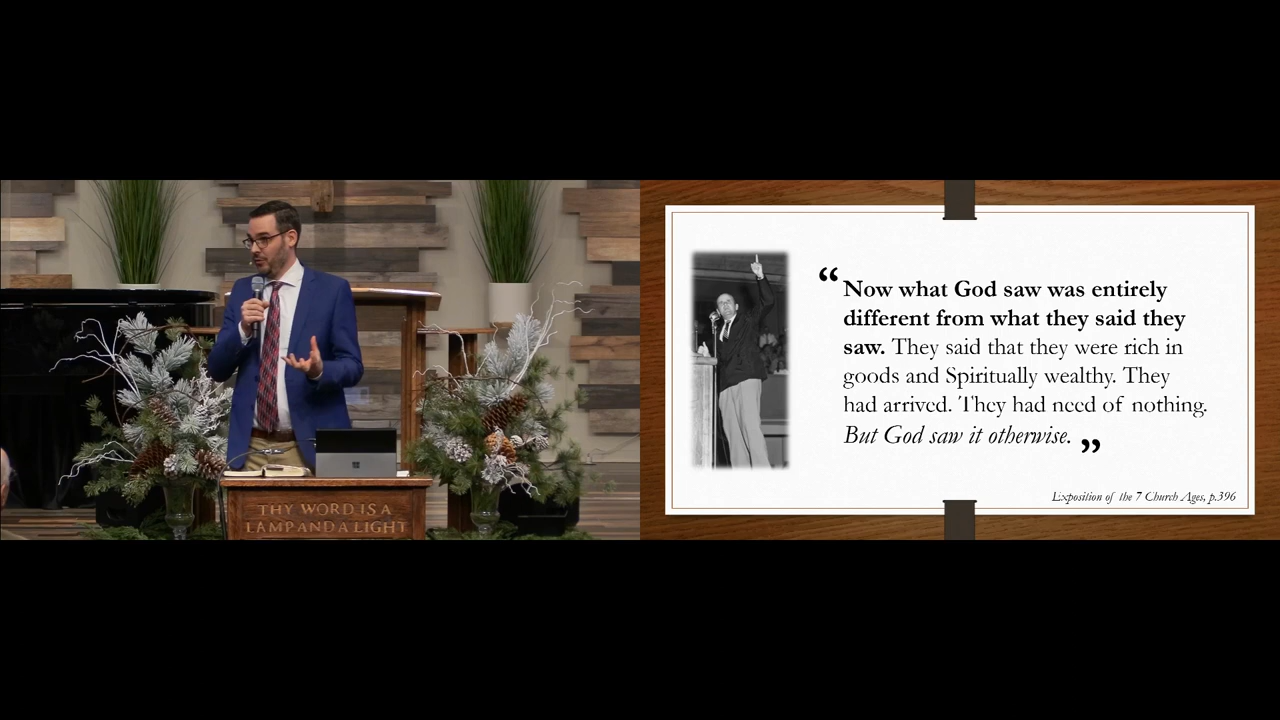 THY WORD IS A
LAMP AND A LIGHT
“Now what God saw was entirely
different from what they said they
saw. They said that they were rich in
goods and Spiritually wealthy. They
had arrived. They had need of nothing.
But God saw it otherwise.”
Exposition of the 7 Church Ages, p.396